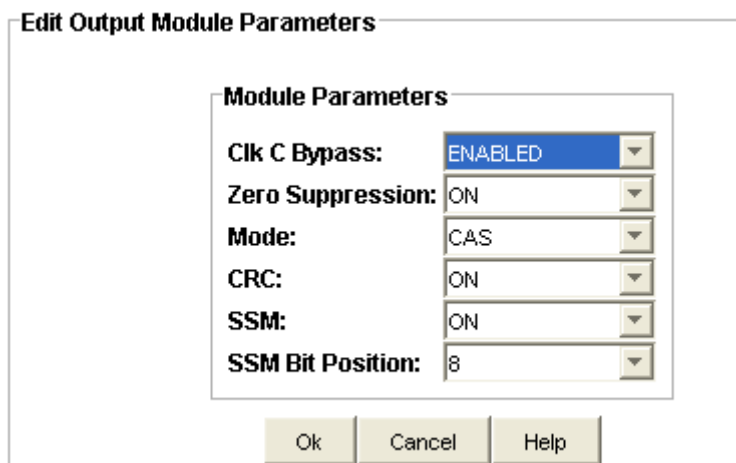 Edit Output Module Parameters
Module Parameters
Clk C Bypass: ENABLED
Zero Suppression: ON
Mode: CAS
CRC: ON
SSM: ON
SSM Bit Position: 8
Ok Cancel Help